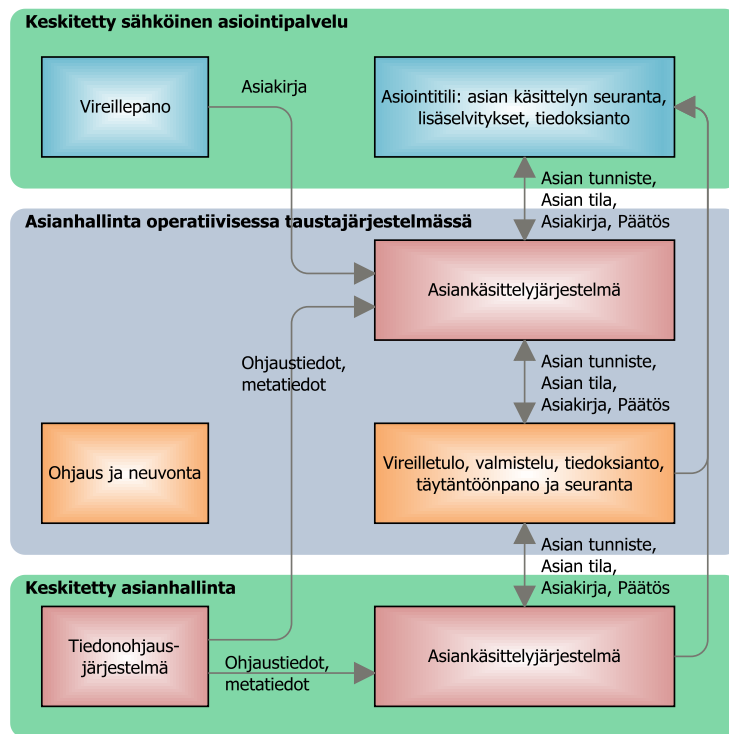 Keskitetty sähköinen asiointipalvelu
Vireillepano
Asiakirja
Asiointitili: asian käsittelyn seuranta,
lisäselvitykset, tiedoksianto
Asian tunniste,
Asian tila,
Asiakirja, Päätös
Asianhallinta operatiivisessa taustajärjestelmässä
Asiankäsittelyjärjestelmä
Ohjaustiedot,
metatiedot
Asian tunniste,
Asian tila,
Asiakirja, Päätös
Ohjaus ja neuvonta
Vireilletulo, valmistelu, tiedoksianto,
täytäntöönpano ja seuranta
Asian tunniste,
Asian tila,
Asiakirja, Päätös
Keskitetty asianhallinta
Tiedonohjaus-
järjestelmä
Ohjaustiedot,
metatiedot
Asiankäsittelyjärjestelmä